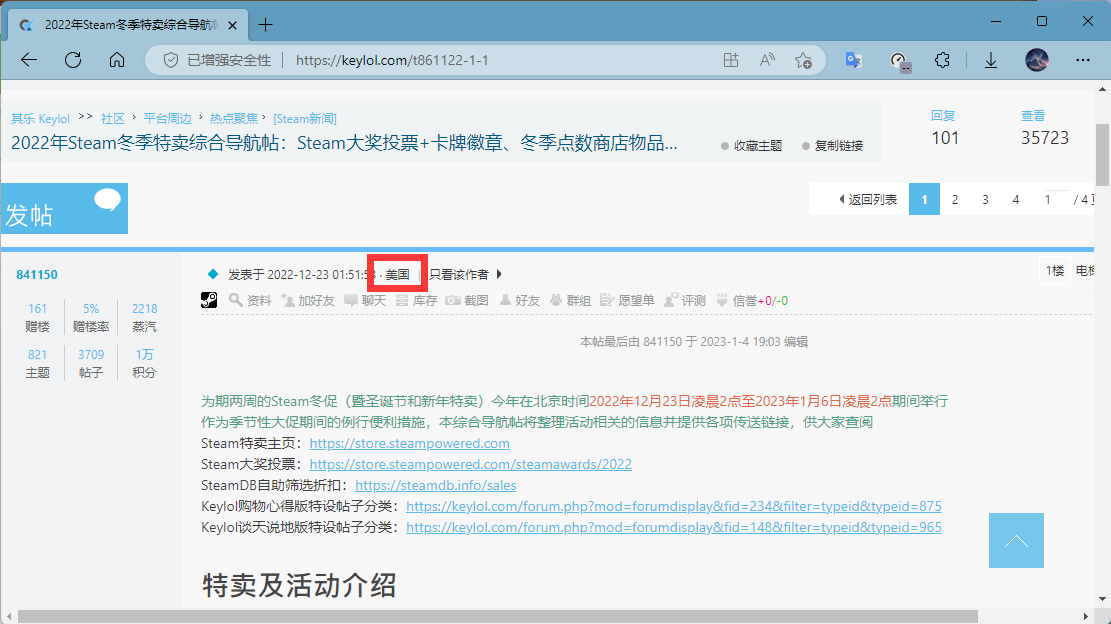 2022年Steam冬季特卖综合导航帖
已增强安全性
https://keylol.com/t861122-1-1
其乐 Keylol >> 社区 › 平台周边 › 热点聚焦 › [Steam新闻]
2022年Steam冬季特卖综合导航帖：Steam大奖投票+卡牌徽章、冬季点数商店物品...
收藏主题 复制链接
回复 查看
101 35723
发帖
返回列表 1 2 3 4 1 / 4
841150
161 5% 2218
赠楼 赠楼率 蒸汽
821 3709 1万
主题 帖子 积分
发表于 2022-12-23 01:51:53 · 美国 | 只看该作者
1楼 电梯
资料 加好友 聊天 库存 截图 好友 群组 愿望单 评测 信誉+0/-0
本帖最后由 841150 于 2023-1-4 19:03 编辑
为期两周的Steam冬促（暨圣诞节和新年特卖）今年在北京时间2022年12月23日凌晨2点至2023年1月6日凌晨2点期间举行
作为季节性大促期间的例行便利措施，本综合导航帖将整理活动相关的信息并提供各项传送链接，供大家查阅
Steam特卖主页：https://store.steampowered.com
Steam大奖投票：https://store.steampowered.com/steamawards/2022
SteamDB自助筛选折扣：https://steamdb.info/sales
Keylol购物心得版特设帖子分类：https://keylol.com/forum.php?mod=forumdisplay&fid=234&filter=typeid&typeid=875
Keylol谈天说地版特设帖子分类：https://keylol.com/forum.php?mod=forumdisplay&fid=148&filter=typeid&typeid=965
特卖及活动介绍